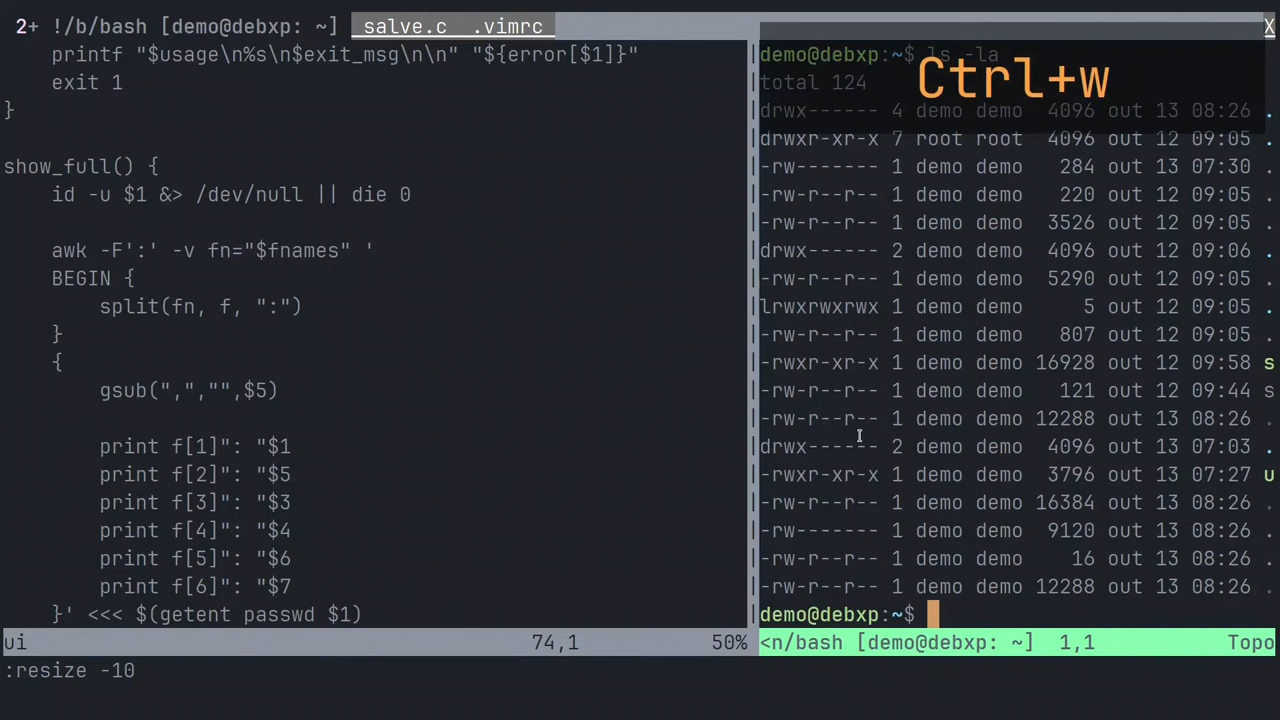 2+ !/b/bash [demo@debxp: ~]  salve.c  .vimrc X
    printf "$usage\n%s\n$exit_msg\n\n" "${error[$1]}"
    exit 1
}
show_full() {
    id -u $1 &> /dev/null || die 0
    awk -F':' -v fn="$fnames" '
    BEGIN {
        split(fn, f, ":")
    }
    {
        gsub(",","",$5)
        print f[1]": "$1
        print f[2]": "$5
        print f[3]": "$3
        print f[4]": "$4
        print f[5]": "$6
        print f[6]": "$7
    }' <<< $(getent passwd $1)
ui 74,1 50%
:resize -10
Ctrl+w
demo@debxp:~$ ls -la
total 124
drwx------ 4 demo demo  4096 out 13 08:26 .
drwxr-xr-x 7 root root  4096 out 12 09:05 .
-rw------- 1 demo demo   284 out 13 07:30 .
-rw-r--r-- 1 demo demo   220 out 12 09:05 .
-rw-r--r-- 1 demo demo  3526 out 12 09:05 .
drwx------ 2 demo demo  4096 out 12 09:06 .
-rw-r--r-- 1 demo demo  5290 out 12 09:05 .
lrwxrwxrwx 1 demo demo     5 out 12 09:05 .
-rw-r--r-- 1 demo demo   807 out 12 09:05 .
-rwxr-xr-x 1 demo demo 16928 out 12 09:58 s
-rw-r--r-- 1 demo demo   121 out 12 09:44 s
-rw-r--r-- 1 demo demo 12288 out 13 08:26 .
drwx------ 2 demo demo  4096 out 13 07:03 .
-rwxr-xr-x 1 demo demo  3796 out 13 07:27 u
-rw-r--r-- 1 demo demo 16384 out 13 08:26 .
-rw------- 1 demo demo  9120 out 13 08:26 .
-rw-r--r-- 1 demo demo    16 out 13 08:26 .
-rw-r--r-- 1 demo demo 12288 out 13 08:26 .
demo@debxp:~$
<n/bash [demo@debxp: ~] 1,1 Topo